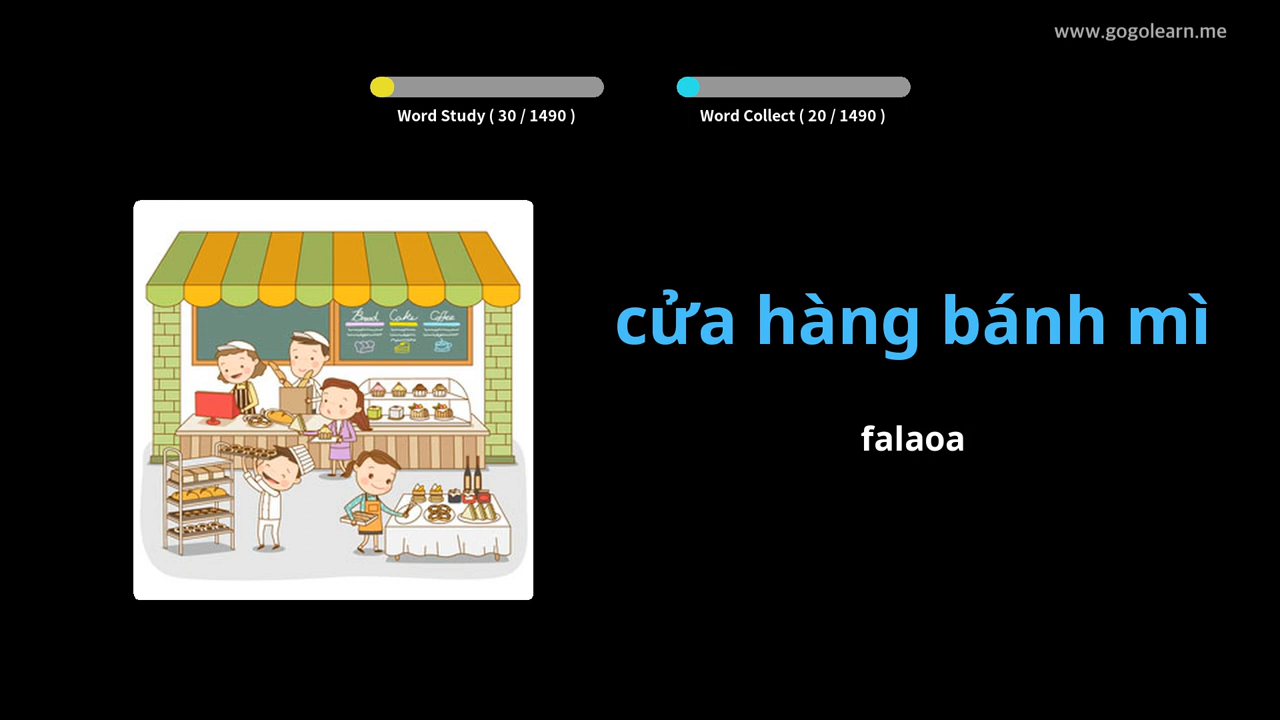 www.gogolearn.me
Word Study ( 30 / 1490 )
Word Collect ( 20 / 1490 )
Bread Cake Coffee
cửa hàng bánh mì
falaoa